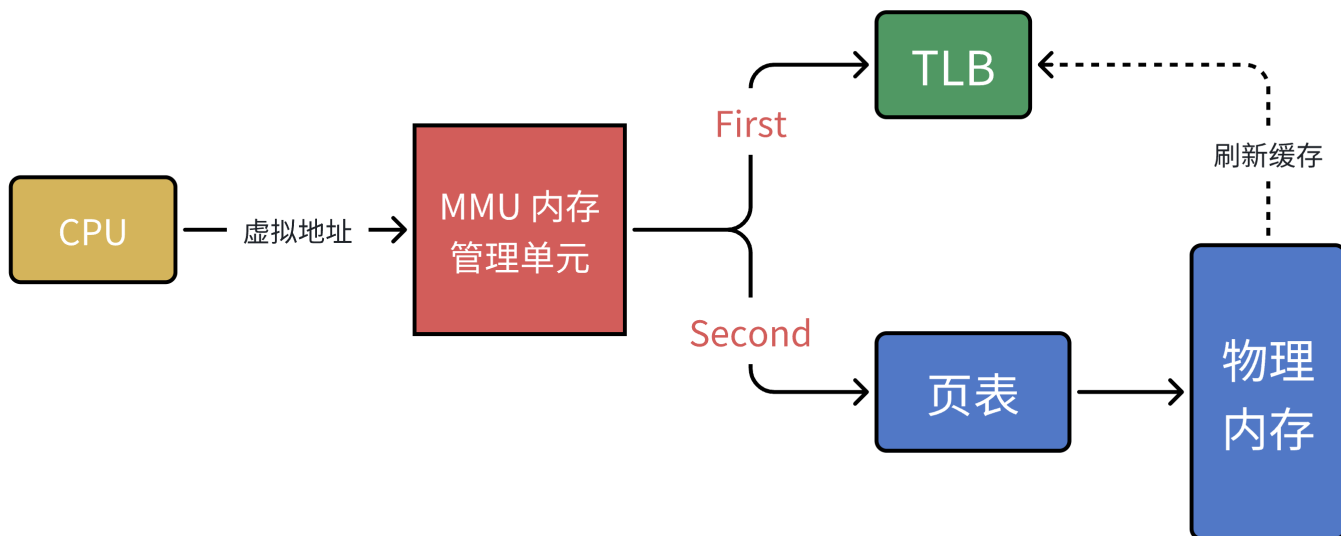 CPU
虚拟地址
MMU 内存
管理单元
First
Second
TLB
页表
刷新缓存
物理
内存